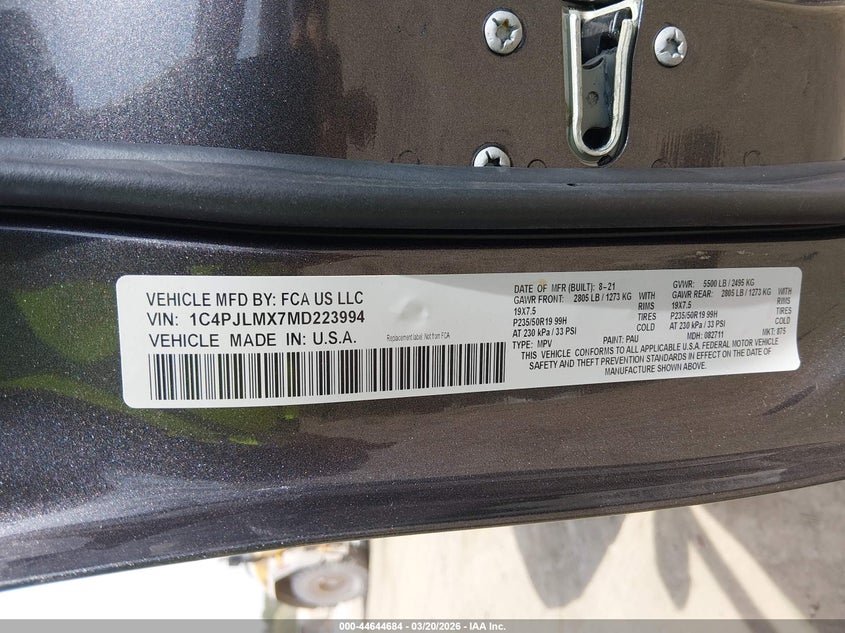 VEHICLE MFD BY: FCA US LLC
VIN: 1C4PJLMX7MD223994
VEHICLE MADE IN: U.S.A.
Replacement label. Not from FCA
DATE OF MFR (BUILT): 8-21
GVWR: 5500 LB / 2495 KG
GAWR FRONT: 2805 LB / 1273 KG WITH
GAWR REAR: 2805 LB / 1273 KG WITH
19X7.5 RIMS
19X7.5 RIMS
P235/50R19 99H TIRES
P235/50R19 99H TIRES
AT 230 kPa / 33 PSI COLD
AT 230 kPa / 33 PSI COLD
TYPE: MPV PAINT: PAU MDH: 082711 MKT: 875
THIS VEHICLE CONFORMS TO ALL APPLICABLE U.S.A. FEDERAL MOTOR VEHICLE
SAFETY AND THEFT PREVENTION STANDARDS IN EFFECT ON THE DATE OF
MANUFACTURE SHOWN ABOVE.
000-44644684 - 03/20/2026 - IAA Inc.